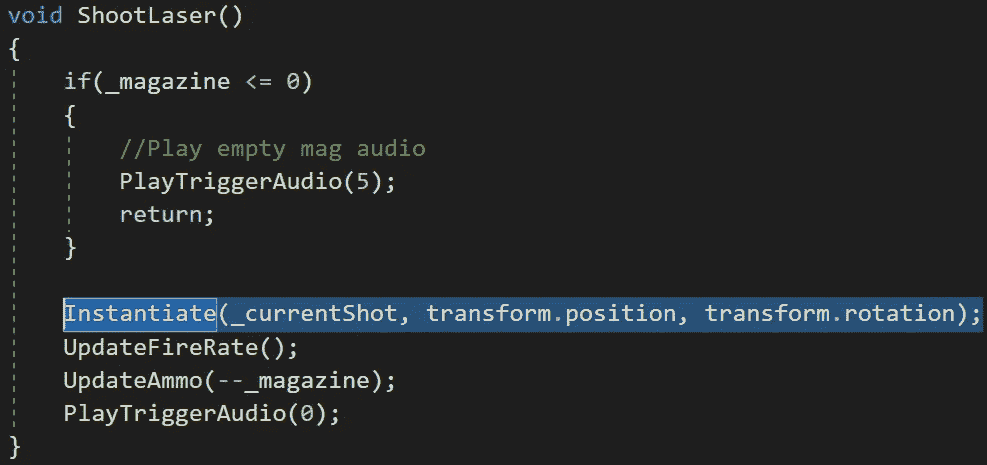 void ShootLaser()
{
    if(_magazine <= 0)
    {
        //Play empty mag audio
        PlayTriggerAudio(5);
        return;
    }

    Instantiate(_currentShot, transform.position, transform.rotation);
    UpdateFireRate();
    UpdateAmmo(--_magazine);
    PlayTriggerAudio(0);
}